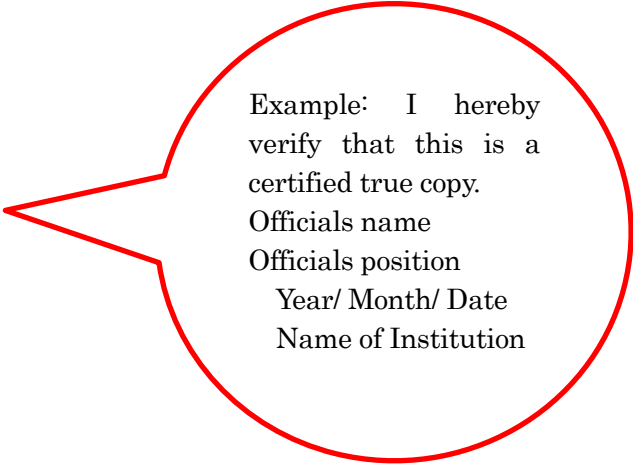 Example: I hereby
verify that this is a
certified true copy.
Officials name
Officials position
Year/ Month/ Date
Name of Institution